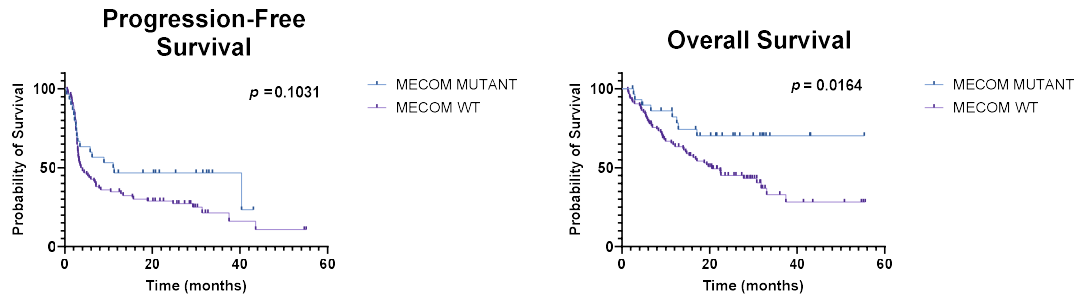 Progression-Free
Survival
100
50
0
0
20
40
60
Probability of Survival
Time (months)
p =0.1031
MECOM MUTANT
MECOM WT
Overall Survival
100
50
0
0
20
40
60
Probability of Survival
Time (months)
p = 0.0164
MECOM MUTANT
MECOM WT